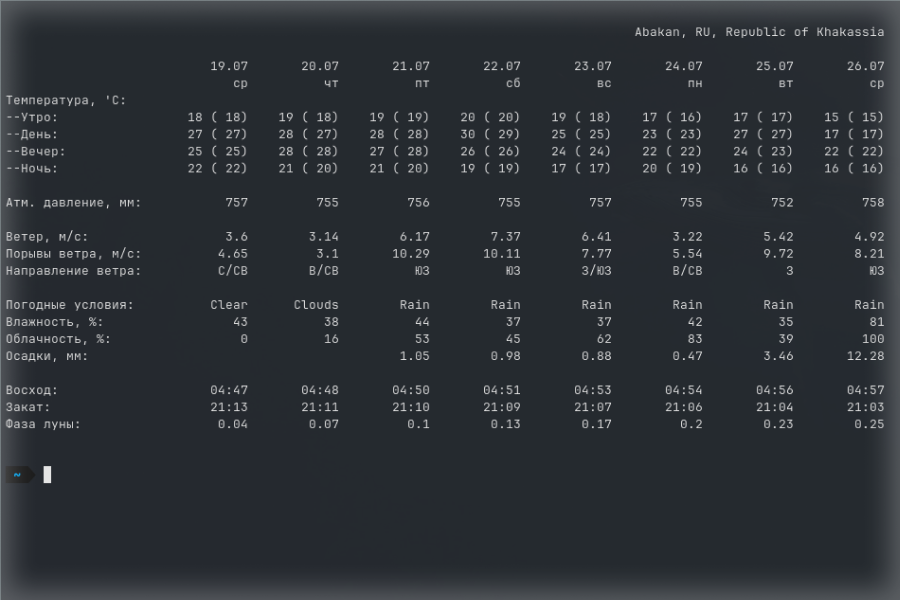 Abakan, RU, Republic of Khakassia
19.07 20.07 21.07 22.07 23.07 24.07 25.07 26.07
ср чт пт сб вс пн вт ср
Температура, 'C:
--Утро: 18 ( 18) 19 ( 18) 19 ( 19) 20 ( 20) 19 ( 18) 17 ( 16) 17 ( 17) 15 ( 15)
--День: 27 ( 27) 28 ( 27) 28 ( 28) 30 ( 29) 25 ( 25) 23 ( 23) 27 ( 27) 17 ( 17)
--Вечер: 25 ( 25) 28 ( 28) 27 ( 28) 26 ( 26) 24 ( 24) 22 ( 22) 24 ( 23) 22 ( 22)
--Ночь: 22 ( 22) 21 ( 20) 21 ( 20) 19 ( 19) 17 ( 17) 20 ( 19) 16 ( 16) 16 ( 16)
Атм. давление, мм: 757 755 756 755 757 755 752 758
Ветер, м/с: 3.6 3.14 6.17 7.37 6.41 3.22 5.42 4.92
Порывы ветра, м/с: 4.65 3.1 10.29 10.11 7.77 5.54 9.72 8.21
Направление ветра: С/СВ В/СВ ЮЗ ЮЗ З/ЮЗ В/СВ З ЮЗ
Погодные условия: Clear Clouds Rain Rain Rain Rain Rain Rain
Влажность, %: 43 38 44 37 37 42 35 81
Облачность, %: 0 16 53 45 62 83 39 100
Осадки, мм: 1.05 0.98 0.88 0.47 3.46 12.28
Восход: 04:47 04:48 04:50 04:51 04:53 04:54 04:56 04:57
Закат: 21:13 21:11 21:10 21:09 21:07 21:06 21:04 21:03
Фаза луны: 0.04 0.07 0.1 0.13 0.17 0.2 0.23 0.25
~